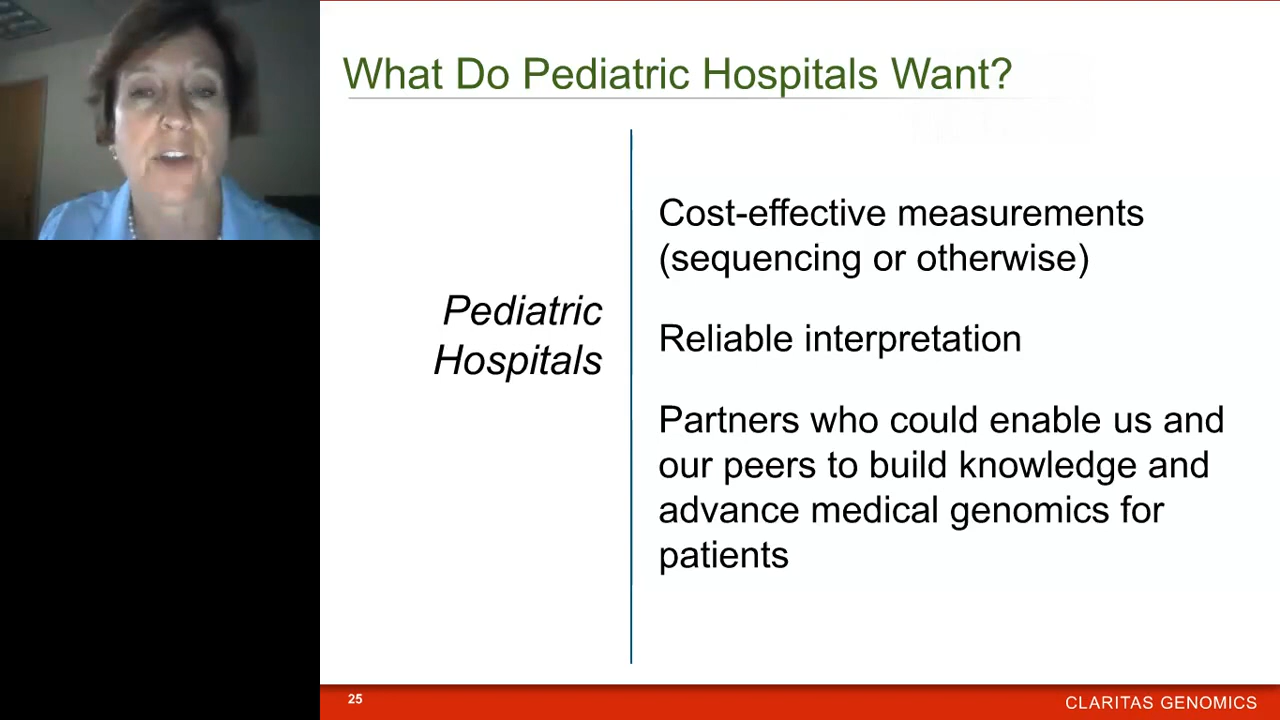 What Do Pediatric Hospitals Want?
Pediatric
Hospitals
Cost-effective measurements
(sequencing or otherwise)
Reliable interpretation
Partners who could enable us and
our peers to build knowledge and
advance medical genomics for
patients
25
CLARITAS GENOMICS